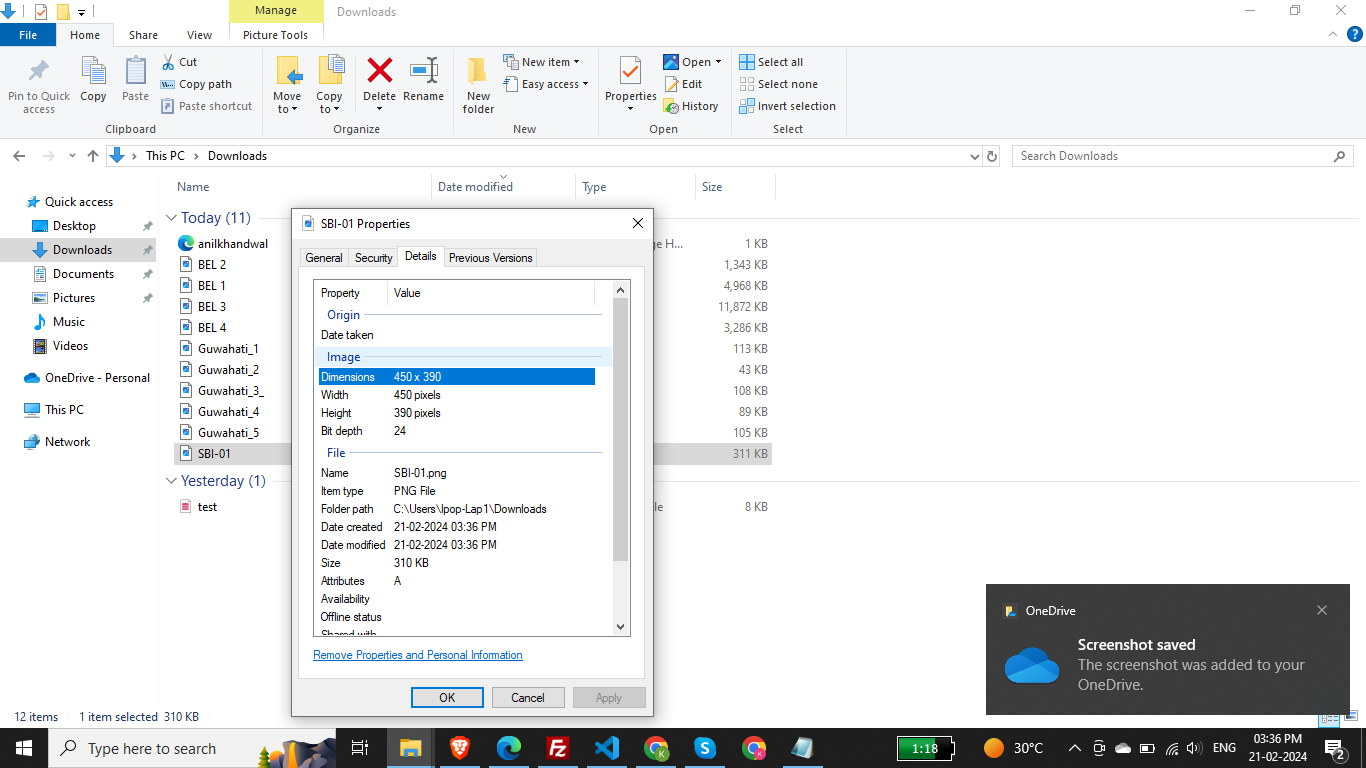 Manage
Downloads
File
Home
Share
View
Picture Tools
Pin to Quick access
Copy
Paste
Cut
Copy path
Paste shortcut
Clipboard
Move to
Copy to
Delete
Rename
Organize
New folder
New item
Easy access
New
Properties
Open
Edit
History
Open
Select all
Select none
Invert selection
Select
This PC
Downloads
Search Downloads
Quick access
Desktop
Downloads
Documents
Pictures
Music
Videos
OneDrive - Personal
This PC
Network
Name
Date modified
Type
Size
Today (11)
anilkhandwal
1 KB
BEL 2
1,343 KB
BEL 1
4,968 KB
BEL 3
11,872 KB
BEL 4
3,286 KB
Guwahati_1
113 KB
Guwahati_2
43 KB
Guwahati_3_
108 KB
Guwahati_4
89 KB
Guwahati_5
105 KB
SBI-01
311 KB
Yesterday (1)
test
8 KB
SBI-01 Properties
General
Security
Details
Previous Versions
Property Value
Origin
Date taken
Image
Dimensions 450 x 390
Width 450 pixels
Height 390 pixels
Bit depth 24
File
Name SBI-01.png
Item type PNG File
Folder path C:\Users\Ipop-Lap1\Downloads
Date created 21-02-2024 03:36 PM
Date modified 21-02-2024 03:36 PM
Size 310 KB
Attributes A
Availability
Offline status
Shared with
Remove Properties and Personal Information
OK
Cancel
Apply
OneDrive
Screenshot saved
The screenshot was added to your
OneDrive.
12 items 1 item selected 310 KB
Type here to search
1:18
30°C
ENG
03:36 PM
21-02-2024
2